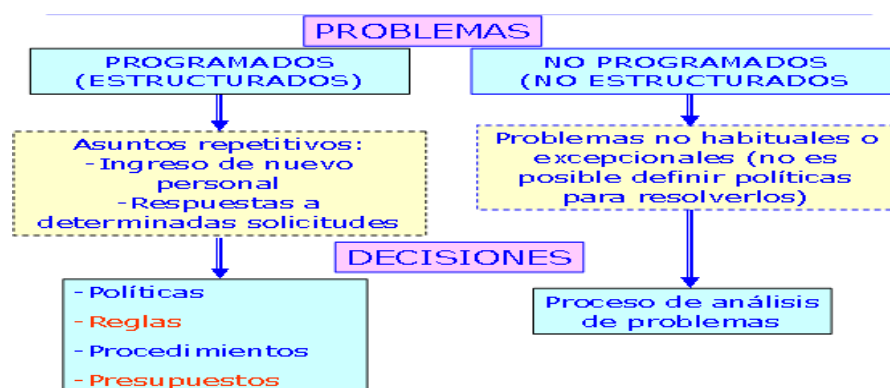 PROBLEMAS
PROGRAMADOS
(ESTRUCTURADOS)
NO PROGRAMADOS
(NO ESTRUCTURADOS
Asuntos repetitivos:
-Ingreso de nuevo
personal
-Respuestas a
determinadas solicitudes
Problemas no habituales o
excepcionales (no es
posible definir políticas
para resolverlos)
DECISIONES
-Políticas
-Reglas
-Procedimientos
-Presupuestos
Proceso de análisis
de problemas